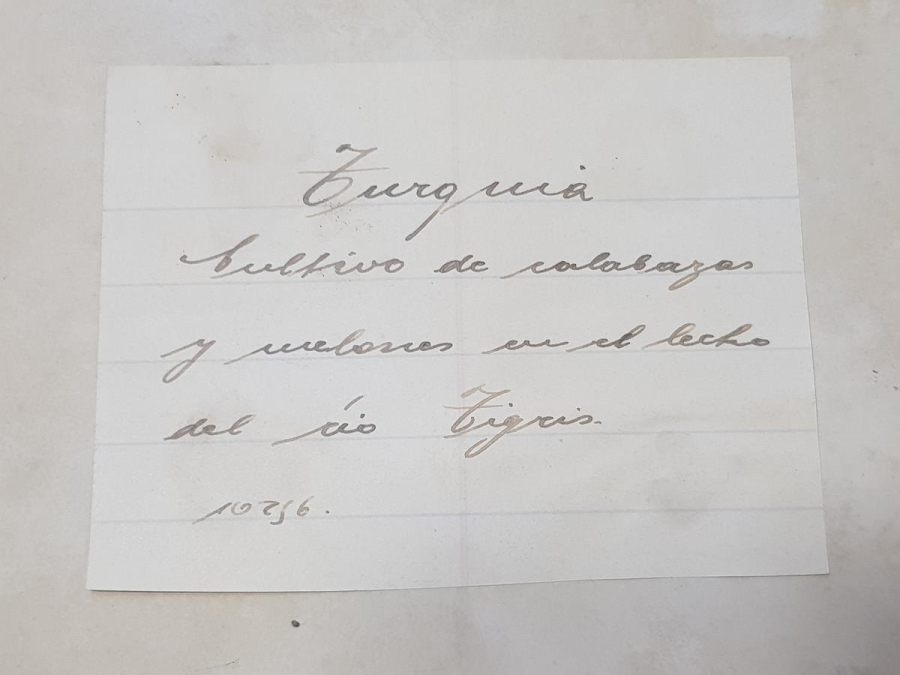 Turquia
Cultivo de calabazas
y melones en el lecho
del río Tigris.
10256.